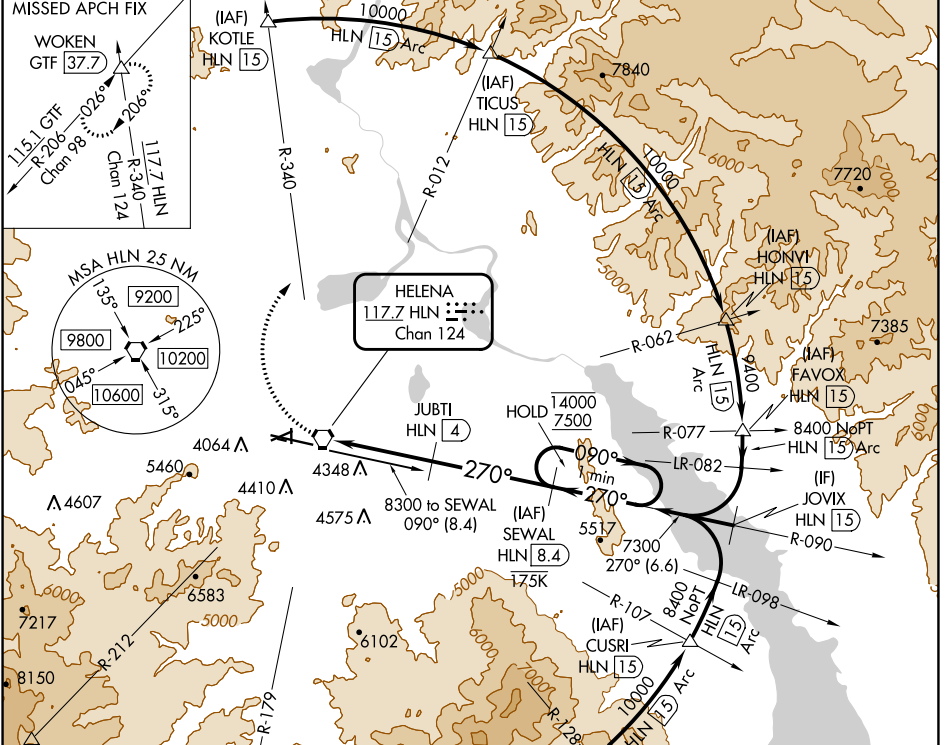 MISSED APCH FIX
WOKEN
GTF 37.7
026°
206°
115.1 GTF
R-206
Chan 98
117.7 HLN
R-340
Chan 124
(IAF)
KOTLE
HLN 15
10000
HLN 15 Arc
(IAF)
TICUS
HLN 15
7840
10000
HLN 15 Arc
6000
7720
7000
R-340
R-012
(IAF)
HONVI
HLN 15
MSA HLN 25 NM
135°
9200
225°
9800
10200
045°
10600
315°
HELENA
117.7 HLN
Chan 124
R-062
7385
HLN 15
Arc
9400
(IAF)
FAVOX
HLN 15
JUBTI
HLN 4
HOLD
14000
7500
R-077
8400 NoPT
HLN 15 Arc
4064
090°
1 min
270°
LR-082
270°
5460
4348
4410
4607
4575
8300 to SEWAL
090° (8.4)
(IF)
JOVIX
HLN 15
(IAF)
SEWAL
HLN 8.4
175K
5517
7300
270° (6.6)
R-090
5000
6583
5000
7217
R-107
8400
NoPT
HLN 15
Arc
LR-098
(IAF)
CUSRI
HLN 15
R-212
6102
6000
7000
8150
R-179
R-128
10000
HLN 15 Arc